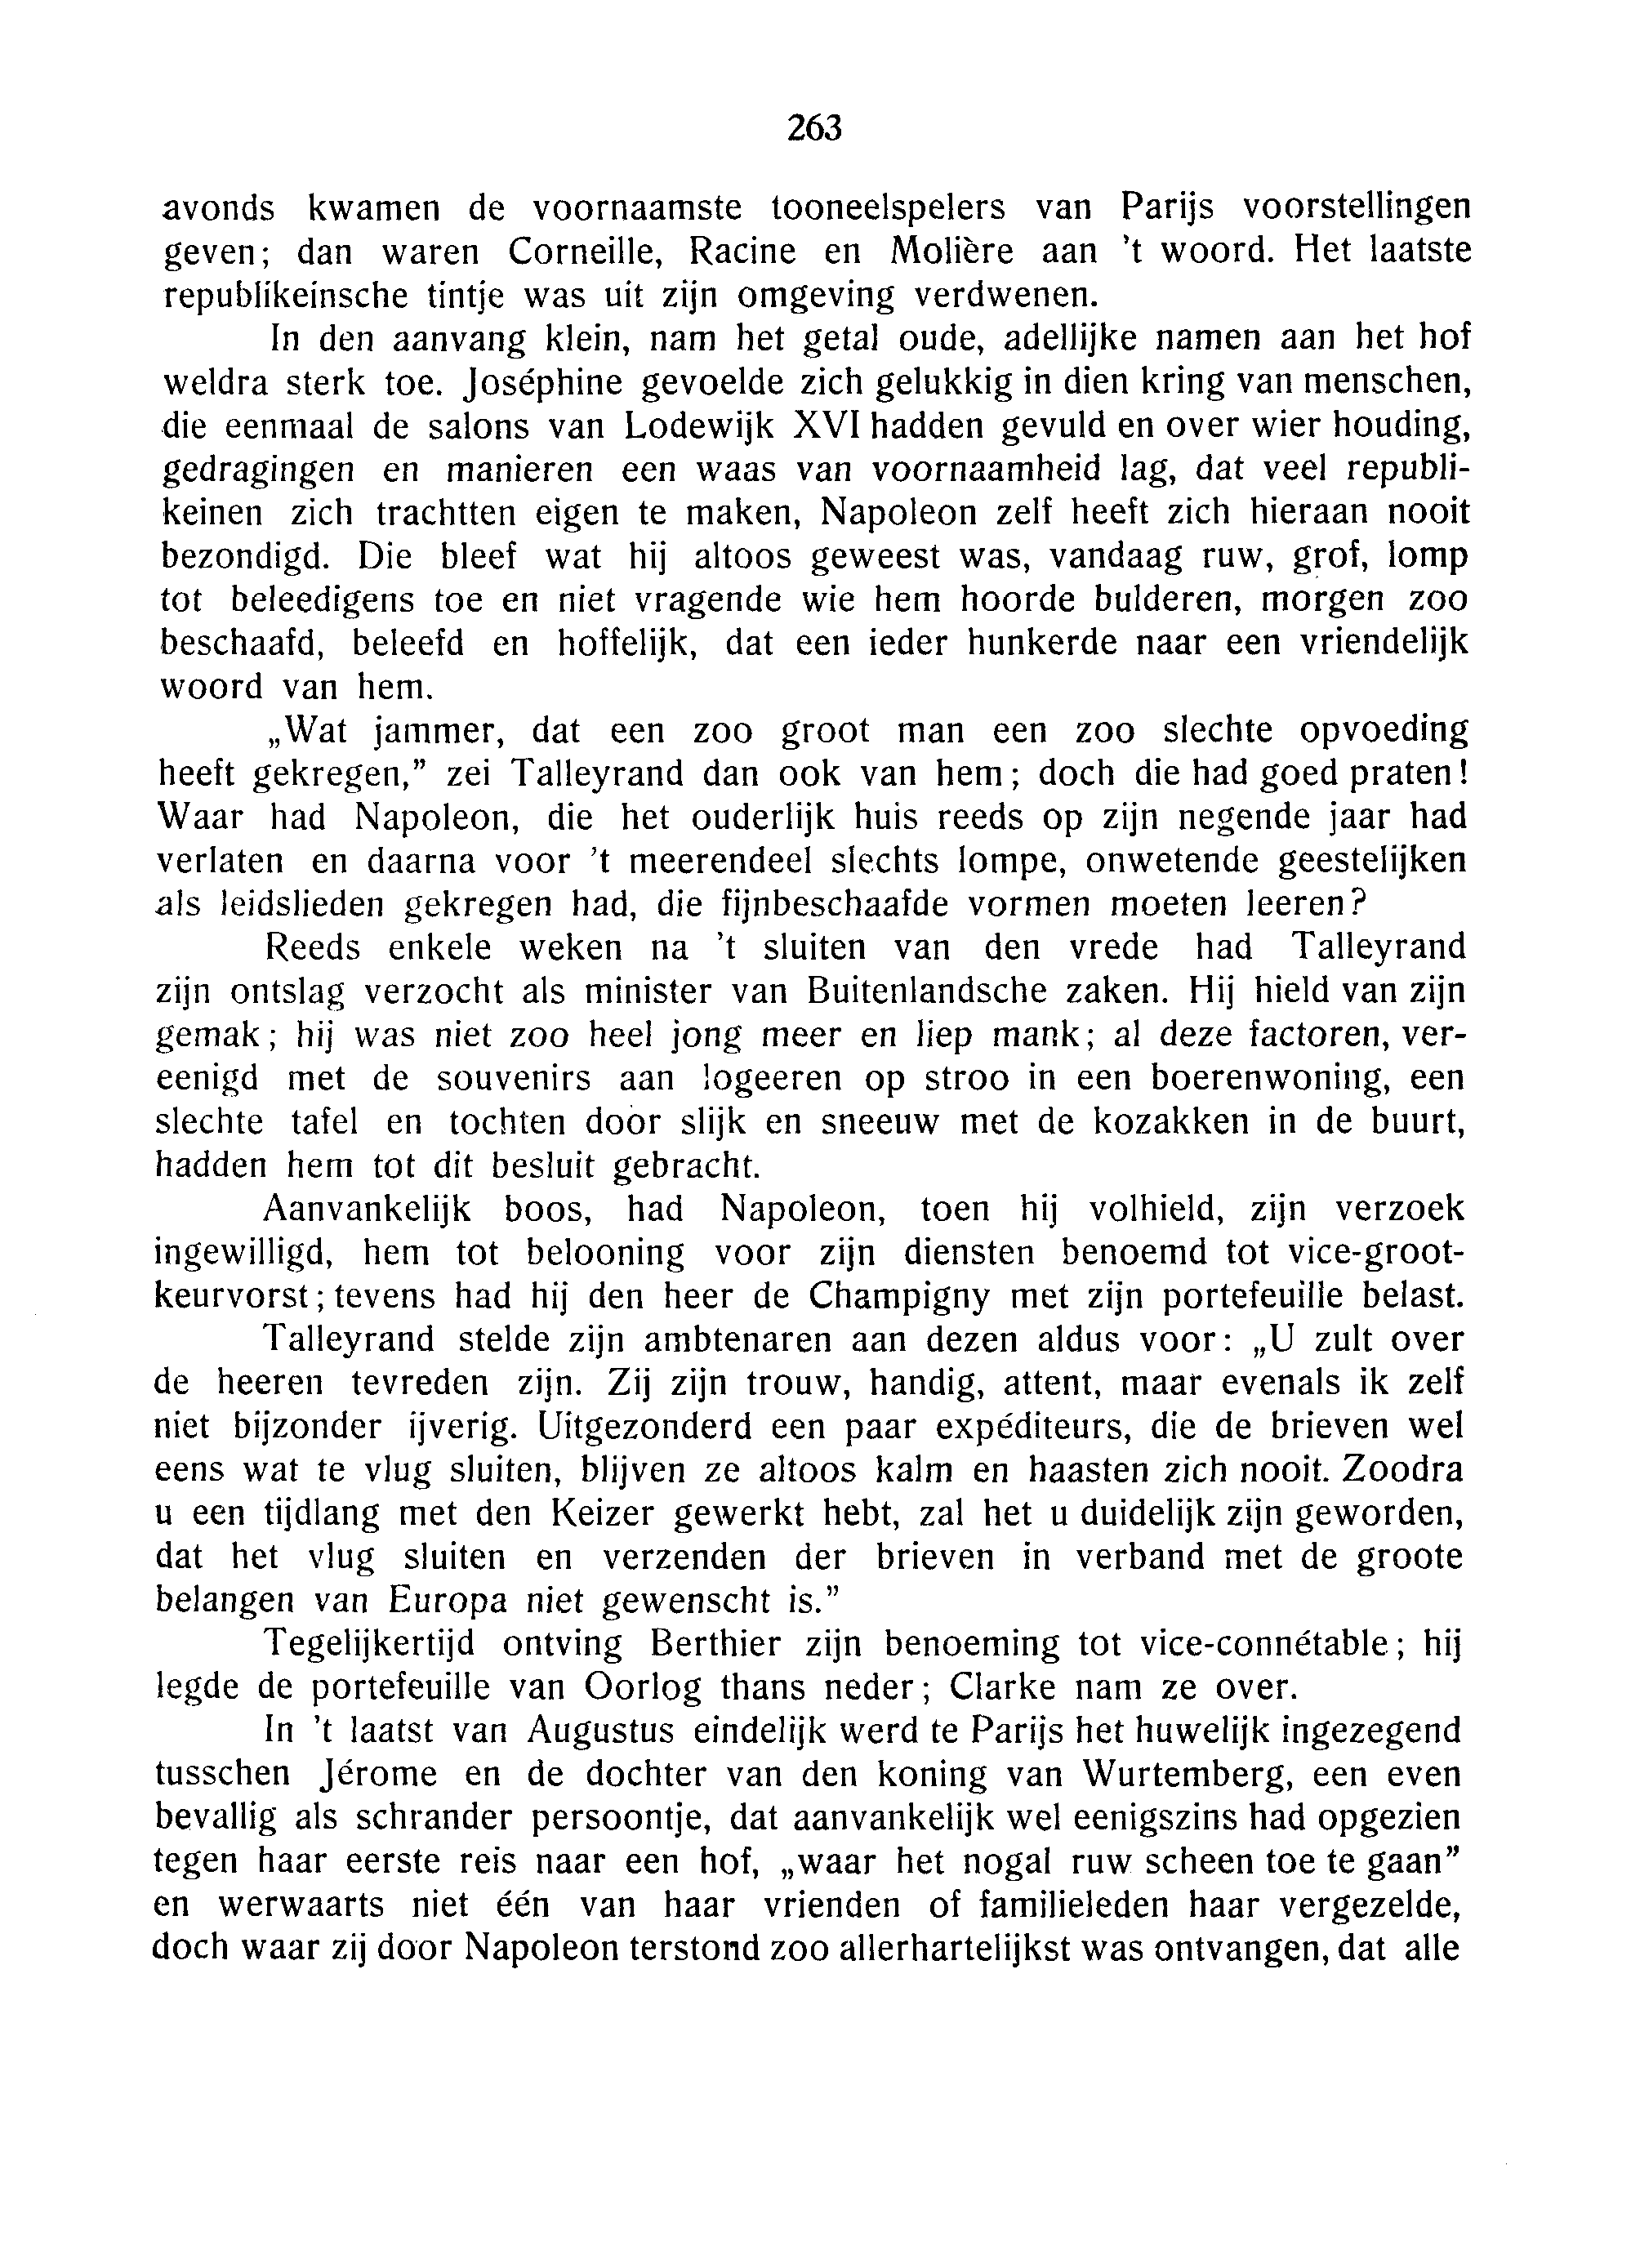 263
avonds kwamen de voornaamste tooneelspelers van Parijs voorstellingen
geven; dan waren Corneille, Racine en Molière aan ’t woord. Het laatste
republikeinsche tintje was uit zijn omgeving verdwenen.
In den aanvang klein, nam het getal oude, adellijke namen aan het hof
weldra sterk toe. Joséphine gevoelde zich gelukkig in dien kring van menschen,
die eenmaal de salons van Lodewijk XVI hadden gevuld en over wier houding,
gedragingen en manieren een waas van voornaamheid lag, dat veel republi-
keinen zich trachtten eigen te maken, Napoleon zelf heeft zich hieraan nooit
bezondigd. Die bleef wat hij altoos geweest was, vandaag ruw, grof, lomp
tot beleedigens toe en niet vragende wie hem hoorde bulderen, morgen zoo
beschaafd, beleefd en hoffelijk, dat een ieder hunkerde naar een vriendelijk
woord van hem.
„Wat jammer, dat een zoo groot man een zoo slechte opvoeding
heeft gekregen,” zei Talleyrand dan ook van hem; doch die had goed praten!
Waar had Napoleon, die het ouderlijk huis reeds op zijn negende jaar had
verlaten en daarna voor ’t meerendeel slechts lompe, onwetende geestelijken
als leidslieden gekregen had, die fijnbeschaafde vormen moeten leeren?
Reeds enkele weken na ’t sluiten van den vrede had Talleyrand
zijn ontslag verzocht als minister van Buitenlandsche zaken. Hij hield van zijn
gemak; hij was niet zoo heel jong meer en liep mank; al deze factoren, ver-
eenigd met de souvenirs aan logeeren op stroo in een boerenwoning, een
slechte tafel en tochten door slijk en sneeuw met de kozakken in de buurt,
hadden hem tot dit besluit gebracht.
Aanvankelijk boos, had Napoleon, toen hij volhield, zijn verzoek
ingewilligd, hem tot belooning voor zijn diensten benoemd tot vice-groot-
keurvorst; tevens had hij den heer de Champigny met zijn portefeuille belast.
Talleyrand stelde zijn ambtenaren aan dezen aldus voor: „U zult over
de heeren tevreden zijn. Zij zijn trouw, handig, attent, maar evenals ik zelf
niet bijzonder ijverig. Uitgezonderd een paar expéditeurs, die de brieven wel
eens wat te vlug sluiten, blijven ze altoos kalm en haasten zich nooit. Zoodra
u een tijdlang met den Keizer gewerkt hebt, zal het u duidelijk zijn geworden,
dat het vlug sluiten en verzenden der brieven in verband met de groote
belangen van Europa niet gewenscht is.”
Tegelijkertijd ontving Berthier zijn benoeming tot vice-connétable; hij
legde de portefeuille van Oorlog thans neder; Clarke nam ze over.
In ’t laatst van Augustus eindelijk werd te Parijs het huwelijk ingezegend
tusschen Jérome en de dochter van den koning van Wurtemberg, een even
bevallig als schrander persoontje, dat aanvankelijk wel eenigszins had opgezien
tegen haar eerste reis naar een hof, „waar het nogal ruw scheen toe te gaan”
en werwaarts niet één van haar vrienden of familieleden haar vergezelde,
doch waar zij door Napoleon terstond zoo allerhartelijkst was ontvangen, dat alle